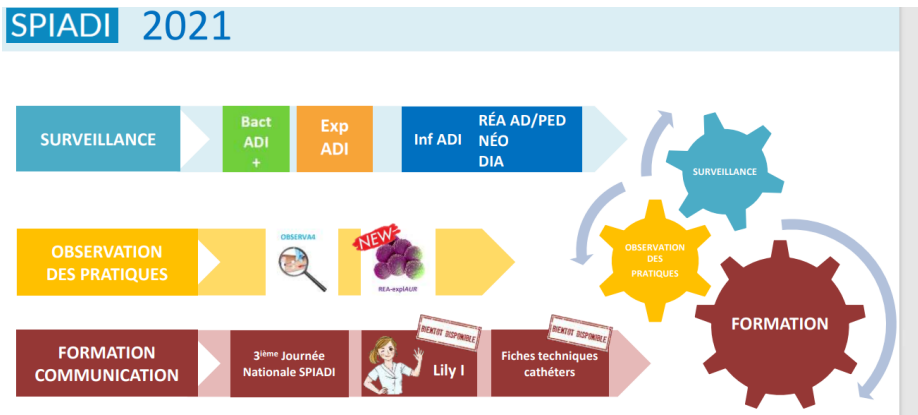 SPIADI 2021
SURVEILLANCE
Bact
ADI
+
Exp
ADI
Inf ADI
RÉA AD/PED
NÉO
DIA
OBSERVATION
DES PRATIQUES
OBSERVA4
NEW
REA-explAUR
FORMATION
COMMUNICATION
3ième Journée
Nationale SPIADI
BIENTOT DISPONIBLE
Lily I
BIENTOT DISPONIBLE
Fiches techniques
cathéters
SURVEILLANCE
OBSERVATION
DES
PRATIQUES
FORMATION